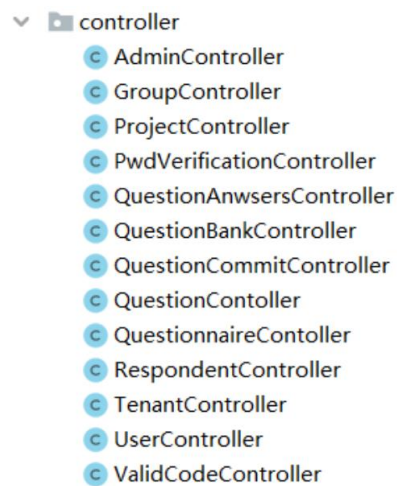 controller
C AdminController
C GroupController
C ProjectController
C PwdVerificationController
C QuestionAnwsersController
C QuestionBankController
C QuestionCommitController
C QuestionContoller
C QuestionnaireContoller
C RespondentController
C TenantController
C UserController
C ValidCodeController